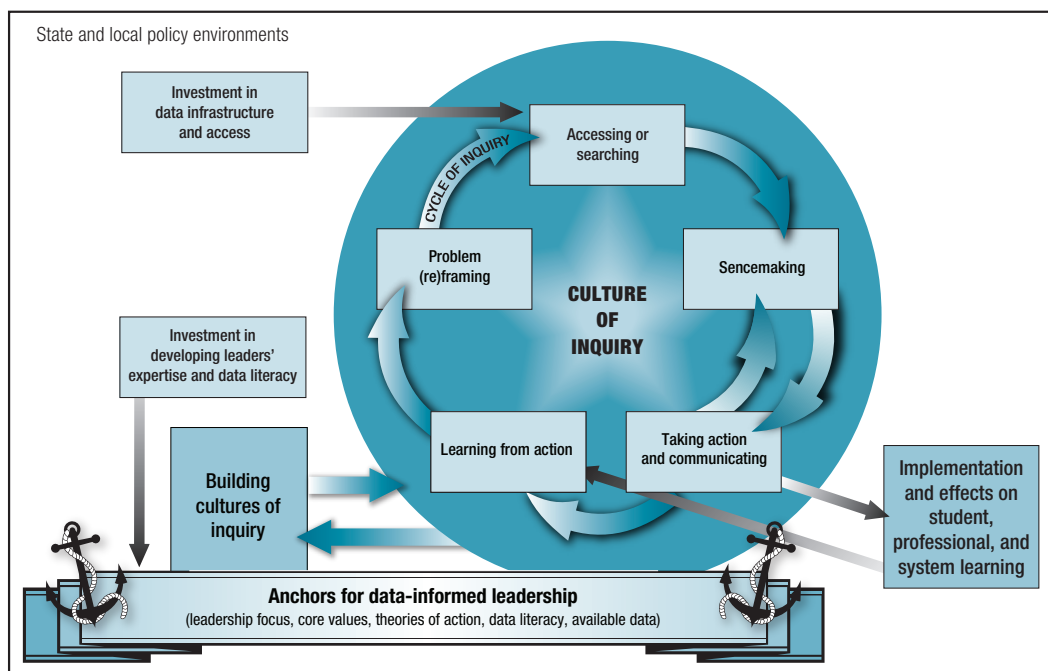 State and local policy environments
Investment in
data infrastructure
and access
Accessing or
searching
CYCLE OF INQUIRY
Problem
(re)framing
Sencemaking
CULTURE
OF
INQUIRY
Investment in
developing leaders’
expertise and data literacy
Learning from action
Taking action
and communicating
Building
cultures of
inquiry
Implementation
and effects on
student,
professional, and
system learning
Anchors for data-informed leadership
(leadership focus, core values, theories of action, data literacy, available data)